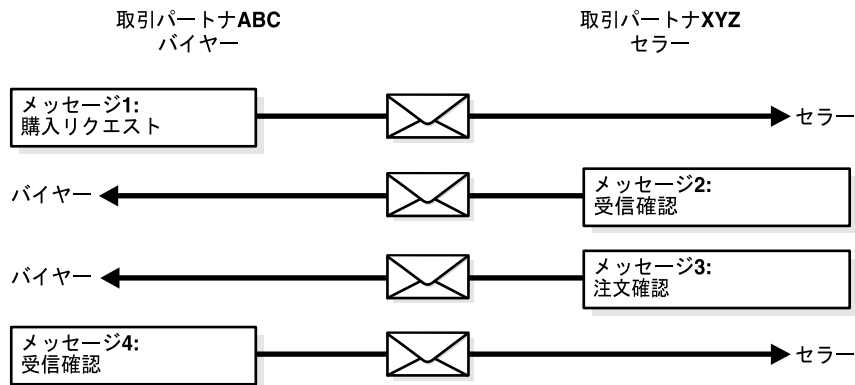 取引パートナABC
バイヤー
取引パートナXYZ
セラー
メッセージ1:
購入リクエスト
セラー
バイヤー
メッセージ2:
受信確認
バイヤー
メッセージ3:
注文確認
メッセージ4:
受信確認
セラー